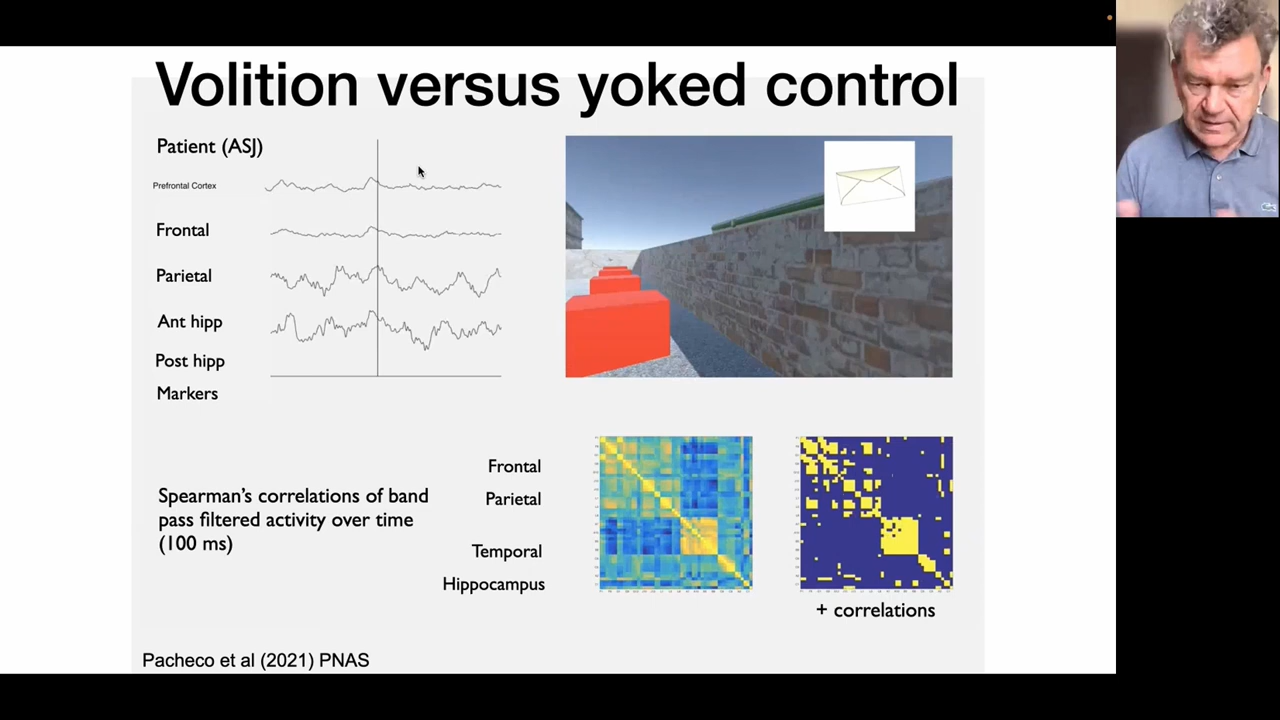 Volition versus yoked control
Patient (ASJ)
Prefrontal Cortex
Frontal
Parietal
Ant hipp
Post hipp
Markers
Spearman's correlations of band
pass filtered activity over time
(100 ms)
Frontal
Parietal
Temporal
Hippocampus
+ correlations
Pacheco et al (2021) PNAS